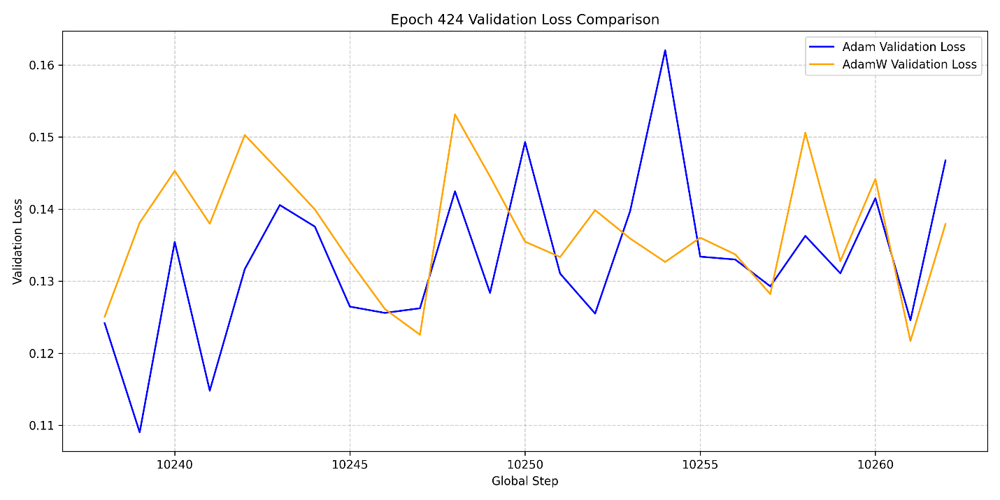 Epoch 424 Validation Loss Comparison
Adam Validation Loss
AdamW Validation Loss
Validation Loss
0.16
0.15
0.14
0.13
0.12
0.11
10240 10245 10250 10255 10260
Global Step